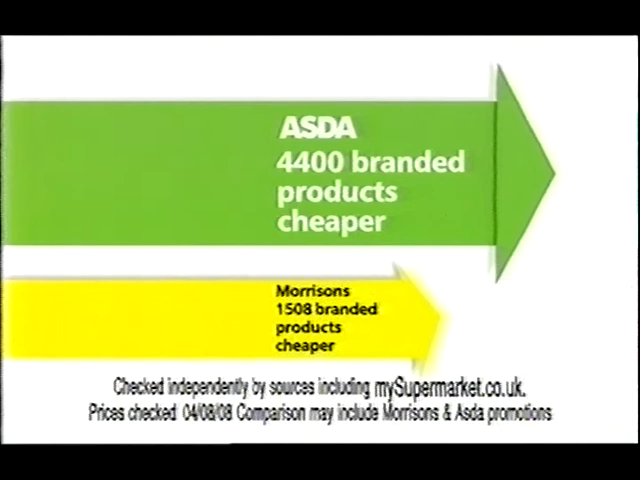 ASDA
4400 branded
products
cheaper
Morrisons
1508 branded
products
cheaper
Checked independently by sources including mySupermarket.co.uk.
Prices checked 04/08/08 Comparison may include Morrisons & Asda promotions